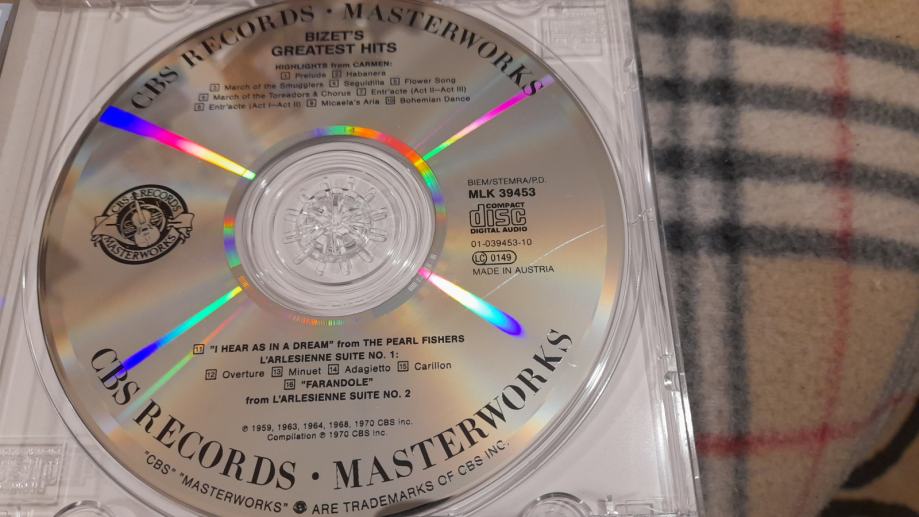 CBS RECORDS · MASTERWORKS
BIZET'S
GREATEST HITS
HIGHLIGHTS from CARMEN:
1 Prelude 2 Habanera
3 March of the Smugglers 4 Seguidilla 5 Flower Song
6 March of the Toreadors & Chorus 7 Entr'acte (Act II—Act III)
8 Entr'acte (Act I—Act II) 9 Micaela's Aria 10 Bohemian Dance
CBS RECORDS
MASTERWORKS
BIEM/STEMRA/P.D.
MLK 39453
COMPACT
disc
DIGITAL AUDIO
01-039453-10
LC 0149
MADE IN AUSTRIA
11 "I HEAR AS IN A DREAM" from THE PEARL FISHERS
L'ARLESIENNE SUITE NO. 1:
12 Overture 13 Minuet 14 Adagietto 15 Carillon
16 "FARANDOLE"
from L'ARLESIENNE SUITE NO. 2
℗ 1959, 1963, 1964, 1968, 1970 CBS Inc.
Compilation ℗ 1970 CBS Inc.
CBS RECORDS · MASTERWORKS
"CBS" "MASTERWORKS" ARE TRADEMARKS OF CBS INC.